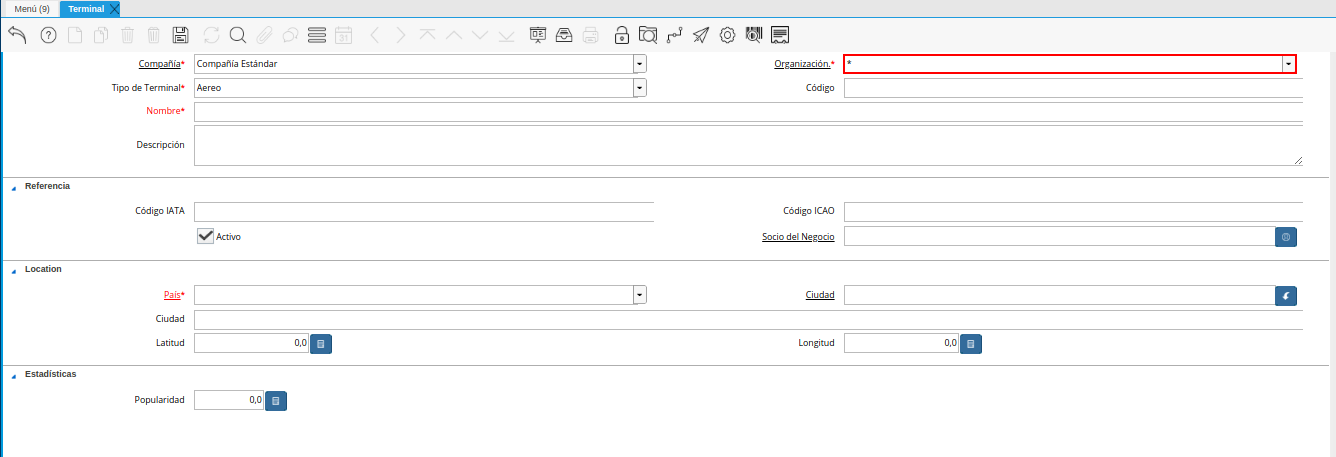 Menú (9) Terminal
31
Compañía* Compañía Estándar Organización.* *
Tipo de Terminal* Aereo Código
Nombre*
Descripción
Referencia
Código IATA Código ICAO
Activo Socio del Negocio
Location
País* Ciudad
Ciudad
Latitud 0,0 Longitud 0,0
Estadísticas
Popularidad 0,0